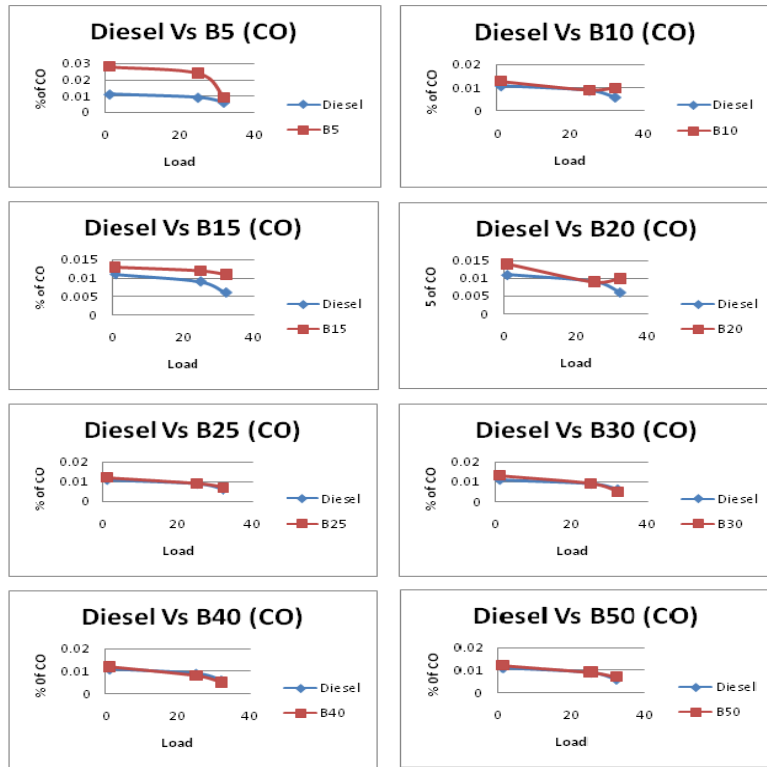 Diesel Vs B5 (CO)
% of CO
0.03
0.02
0.01
0
0
20
40
Load
Diesel
B5
Diesel Vs B10 (CO)
% of CO
0.02
0.01
0
0
20
40
Load
Diesel
B10
Diesel Vs B15 (CO)
% of CO
0.015
0.01
0.005
0
0
20
40
Load
Diesel
B15
Diesel Vs B20 (CO)
5 of CO
0.015
0.01
0.005
0
0
20
40
Load
Diesel
B20
Diesel Vs B25 (CO)
% of CO
0.02
0.01
0
0
20
40
Load
Diesel
B25
Diesel Vs B30 (CO)
% of CO
0.02
0.01
0
0
20
40
Load
Diesel
B30
Diesel Vs B40 (CO)
% of CO
0.02
0.01
0
0
20
40
Load
Diesel
B40
Diesel Vs B50 (CO)
% of CO
0.02
0.01
0
0
20
40
Load
Diesel
B50